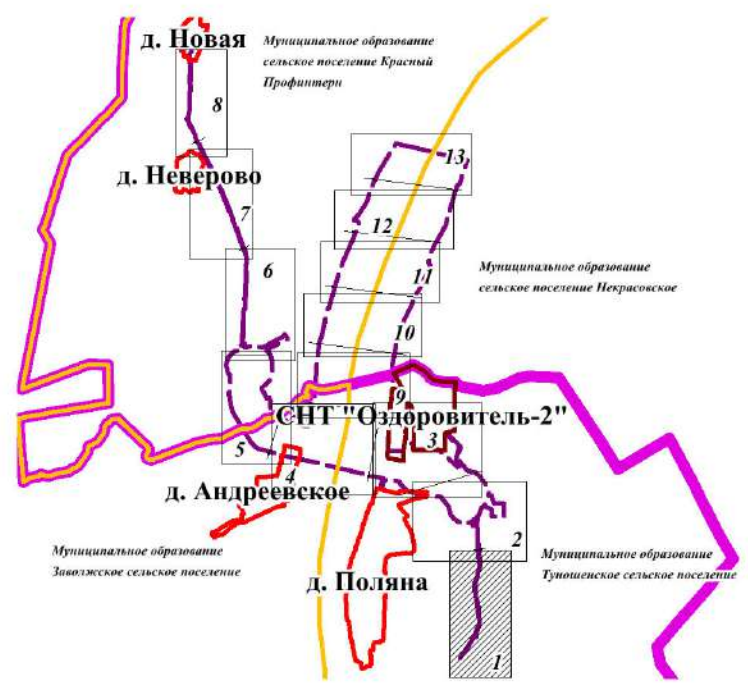 д. Новая
Муниципальное образование
сельское поселение Красный
Профинтерн
8
13
д. Неверово
7
12
6
11
Муниципальное образование
сельское поселение Некрасовское
10
9
СНТ "Оздоровитель-2"
3
5
4
д. Андреевское
2
Муниципальное образование
Заволжское сельское поселение
Муниципальное образование
Туношенское сельское поселение
д. Поляна
1